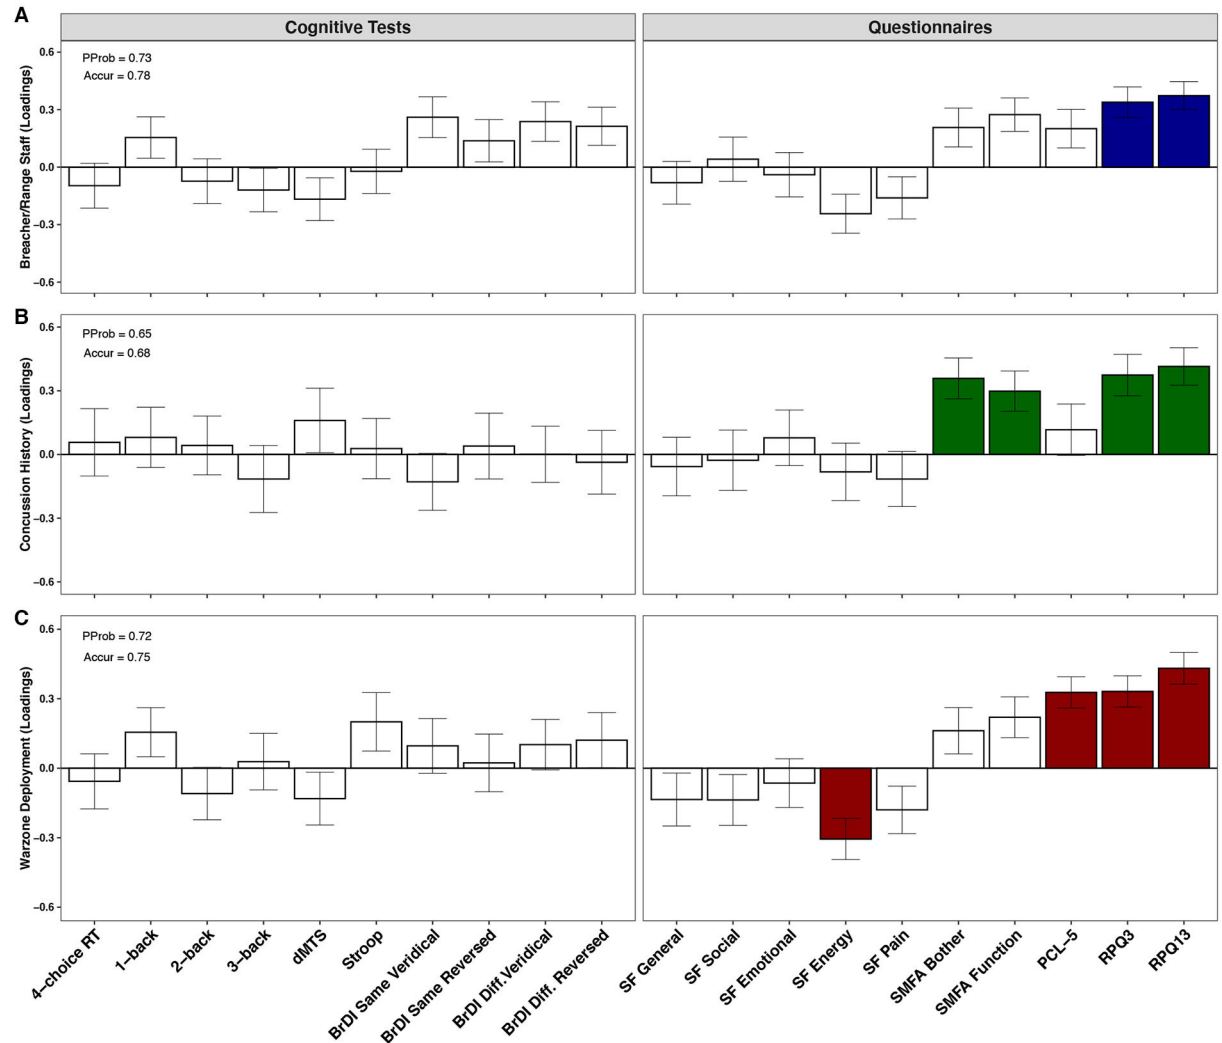 A
Cognitive Tests
Questionnaires
PProb = 0.73
Accur = 0.78
Breacher/Range Staff (Loadings)
0.6
0.3
0.0
−0.3
−0.6
B
PProb = 0.65
Accur = 0.68
Concussion History (Loadings)
0.6
0.3
0.0
−0.3
−0.6
C
PProb = 0.72
Accur = 0.75
Warzone Deployment (Loadings)
0.6
0.3
0.0
−0.3
−0.6
4−choice RT
1−back
2−back
3−back
dMTS
Stroop
BrDI Same Veridical
BrDI Same Reversed
BrDI Diff.Veridical
BrDI Diff. Reversed
SF General
SF Social
SF Emotional
SF Energy
SF Pain
SMFA Bother
SMFA Function
PCL−5
RPQ3
RPQ13